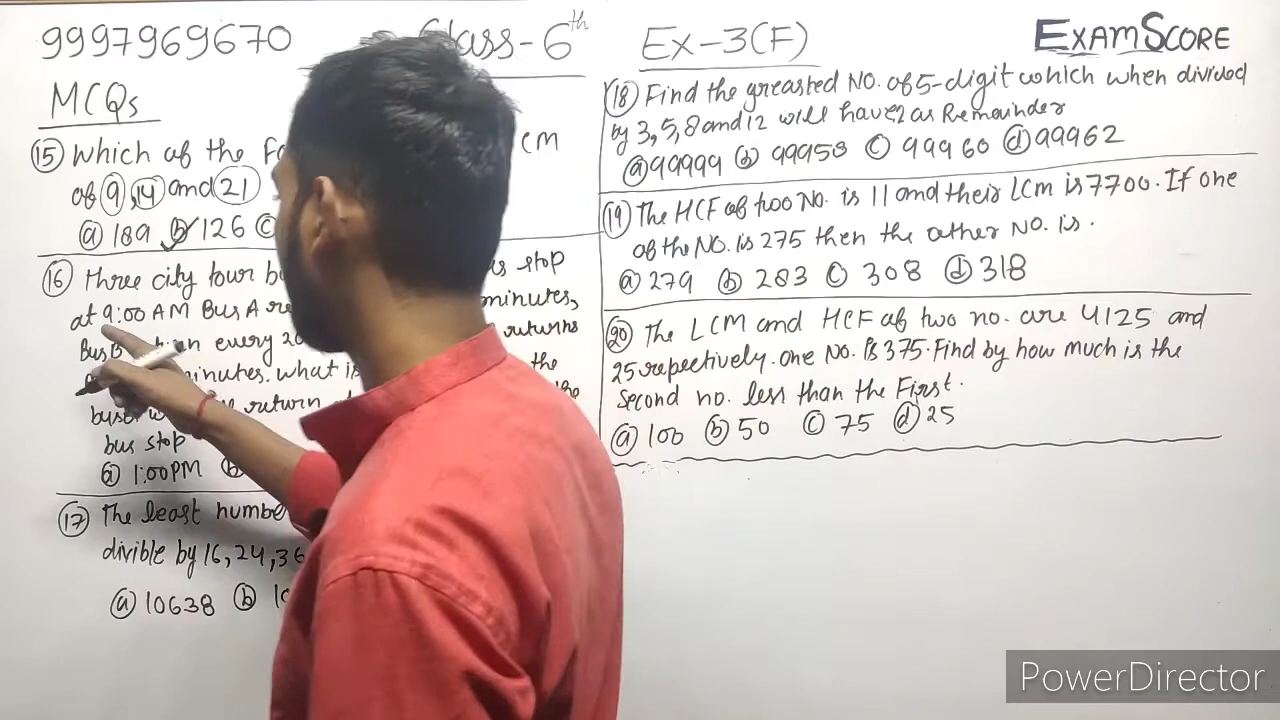 9997969670
Class-6th
Ex-3(F)
EXAMSCORE
MCQs
15 Which of the CM
of 9, 14 and 21
a 189 b 126 c
16 Three city tour stop
at 9:00 AM Bus A minutes,
Bus B every 20 returns
minutes. what the
return the
bus stop
a 1:00PM b
17 The least
divible by 16, 24, 36
a 10638 b
18 Find the greasted No. of 5-digit which when divided
by 3, 5, 8 and 12 will have 2 as Remainder
a 99999 b 99958 c 99960 d 99962
19 The HCF of two No. is 11 and their LCM is 7700. If one
of the No. is 275 then the other No. is.
a 279 b 283 c 308 d 318
20 The LCM and HCF of two no. are 4125 and
25 repectively. one No. is 375. Find by how much is the
second no. less than the First.
a 100 b 50 c 75 d 25
PowerDirector